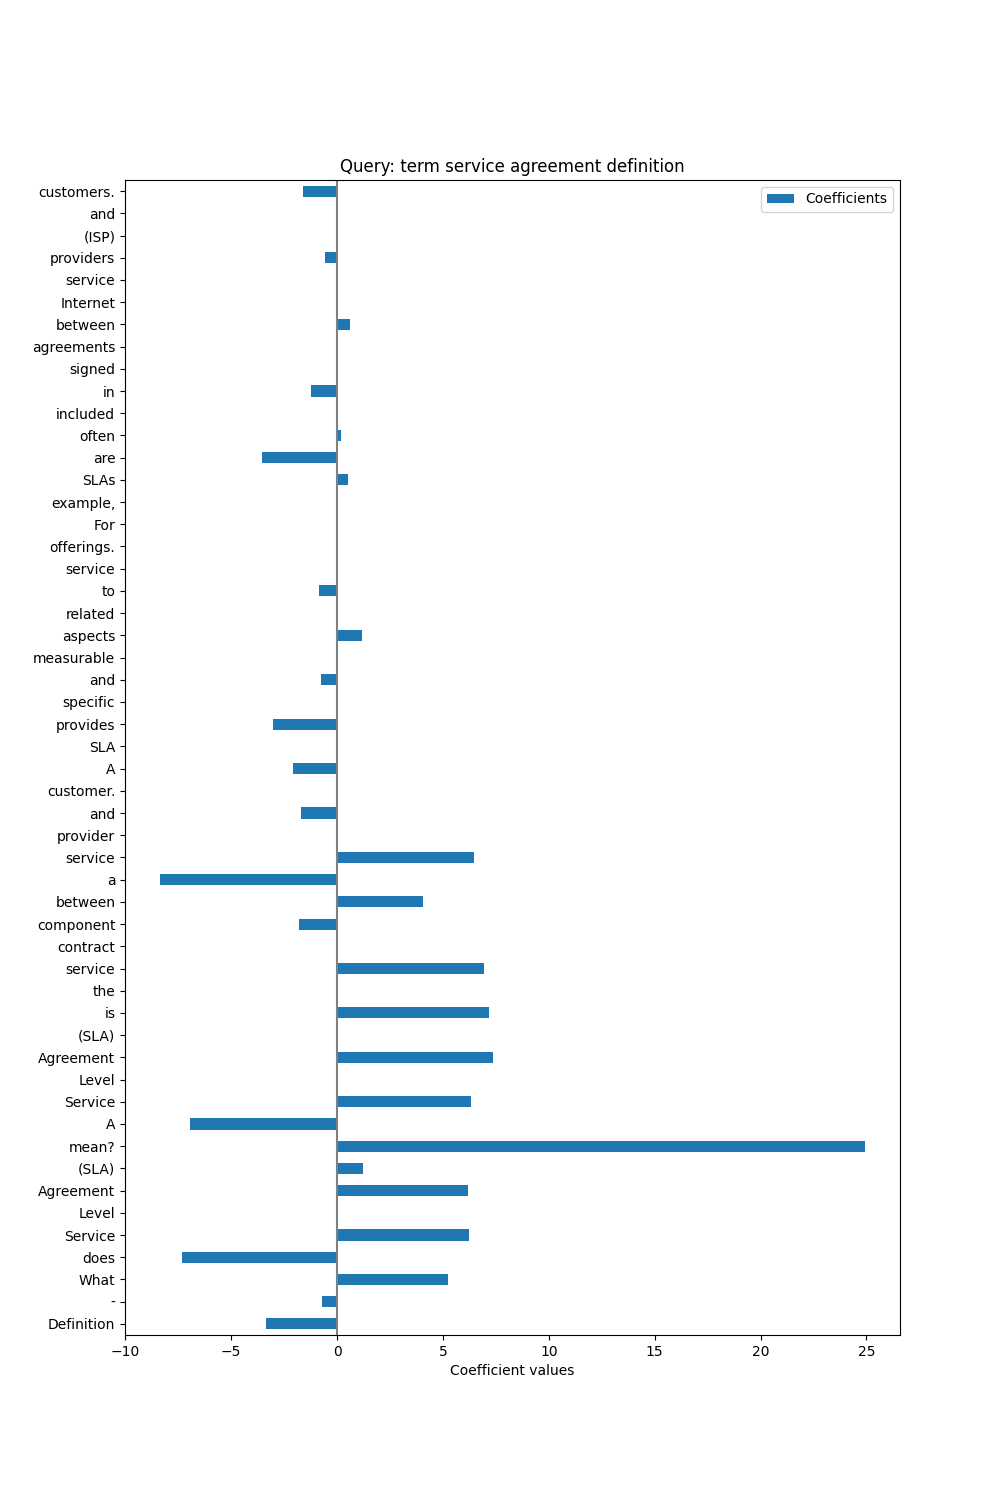 Query: term service agreement definition
Coefficients
customers.
and
(ISP)
providers
service
Internet
between
agreements
signed
in
included
often
are
SLAs
example,
For
offerings.
service
to
related
aspects
measurable
and
specific
provides
SLA
A
customer.
and
provider
service
a
between
component
contract
service
the
is
(SLA)
Agreement
Level
Service
A
mean?
(SLA)
Agreement
Level
Service
does
What
-
Definition
−10 −5 0 5 10 15 20 25
Coefficient values